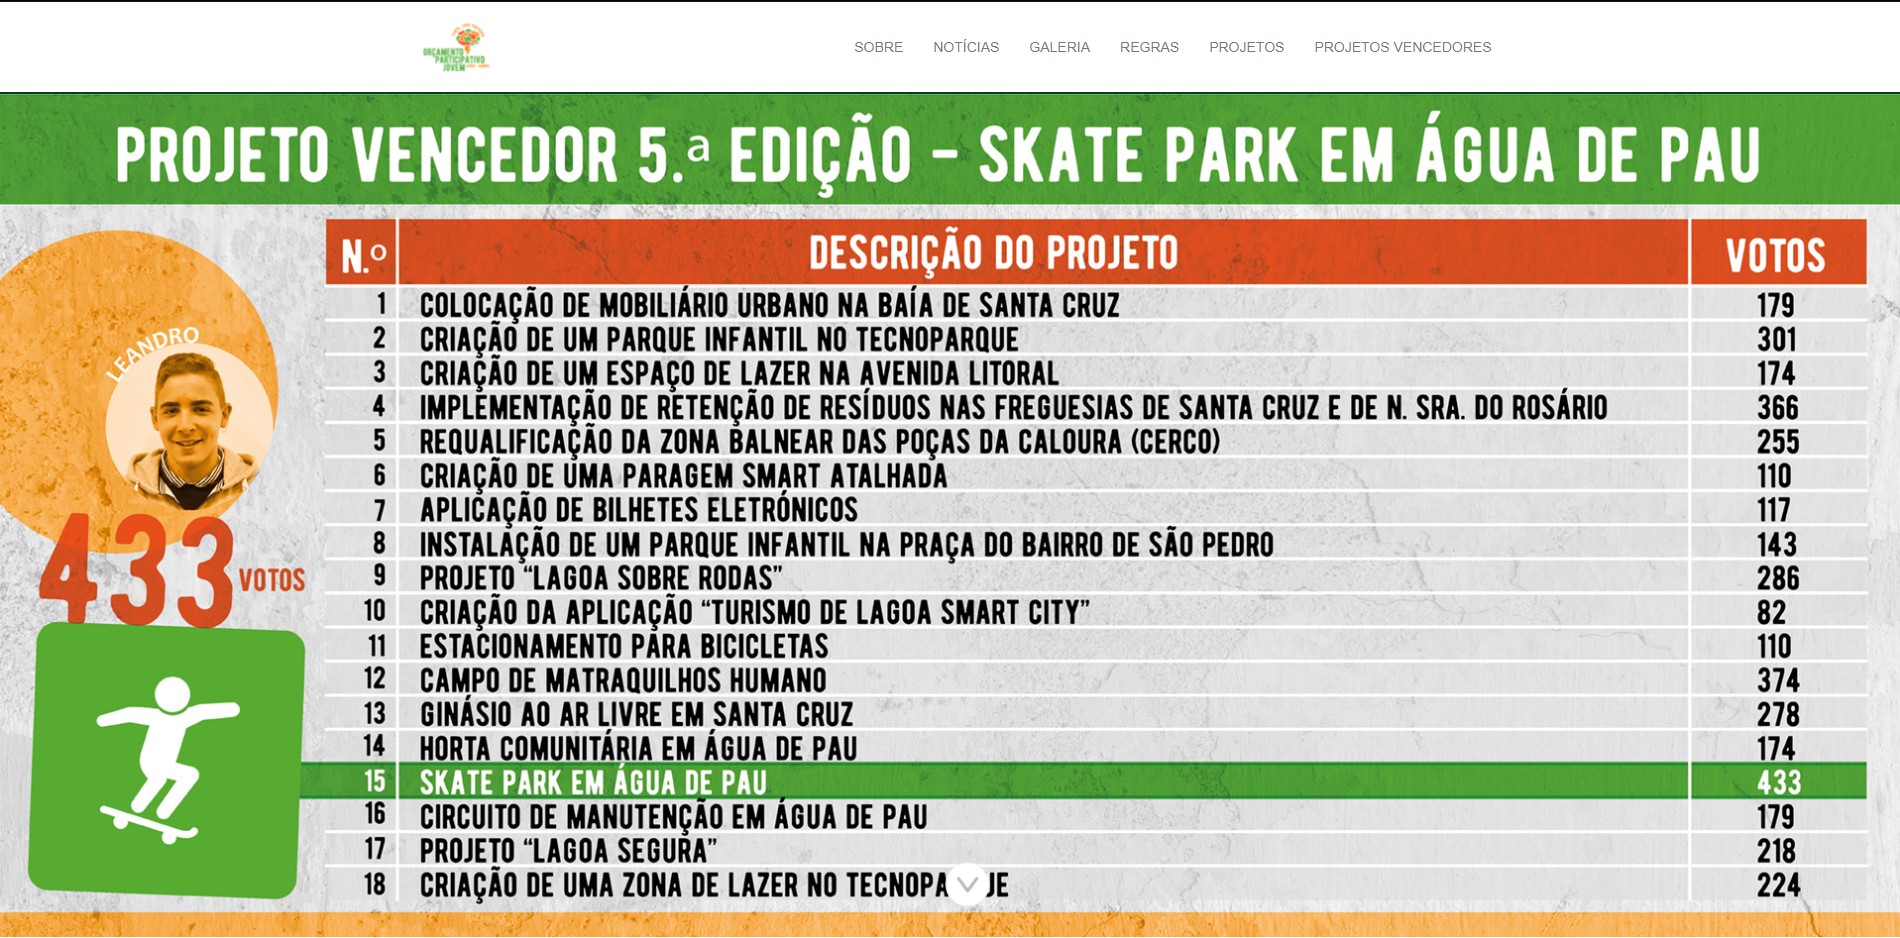 ORÇAMENTO
PARTICIPATIVO
JOVEM
SOBRE NOTÍCIAS GALERIA REGRAS PROJETOS PROJETOS VENCEDORES
PROJETO VENCEDOR 5.ª EDIÇÃO - SKATE PARK EM ÁGUA DE PAU
N.º DESCRIÇÃO DO PROJETO VOTOS
1 COLOCAÇÃO DE MOBILIÁRIO URBANO NA BAÍA DE SANTA CRUZ 179
2 CRIAÇÃO DE UM PARQUE INFANTIL NO TECNOPARQUE 301
3 CRIAÇÃO DE UM ESPAÇO DE LAZER NA AVENIDA LITORAL 174
4 IMPLEMENTAÇÃO DE RETENÇÃO DE RESÍDUOS NAS FREGUESIAS DE SANTA CRUZ E DE N. SRA. DO ROSÁRIO 366
5 REQUALIFICAÇÃO DA ZONA BALNEAR DAS POÇAS DA CALOURA (CERCO) 255
6 CRIAÇÃO DE UMA PARAGEM SMART ATALHADA 110
7 APLICAÇÃO DE BILHETES ELETRÓNICOS 117
8 INSTALAÇÃO DE UM PARQUE INFANTIL NA PRAÇA DO BAIRRO DE SÃO PEDRO 143
9 PROJETO “LAGOA SOBRE RODAS” 286
10 CRIAÇÃO DA APLICAÇÃO “TURISMO DE LAGOA SMART CITY” 82
11 ESTACIONAMENTO PARA BICICLETAS 110
12 CAMPO DE MATRAQUILHOS HUMANO 374
13 GINÁSIO AO AR LIVRE EM SANTA CRUZ 278
14 HORTA COMUNITÁRIA EM ÁGUA DE PAU 174
15 SKATE PARK EM ÁGUA DE PAU 433
16 CIRCUITO DE MANUTENÇÃO EM ÁGUA DE PAU 179
17 PROJETO “LAGOA SEGURA” 218
18 CRIAÇÃO DE UMA ZONA DE LAZER NO 224
LEANDRO
433 VOTOS